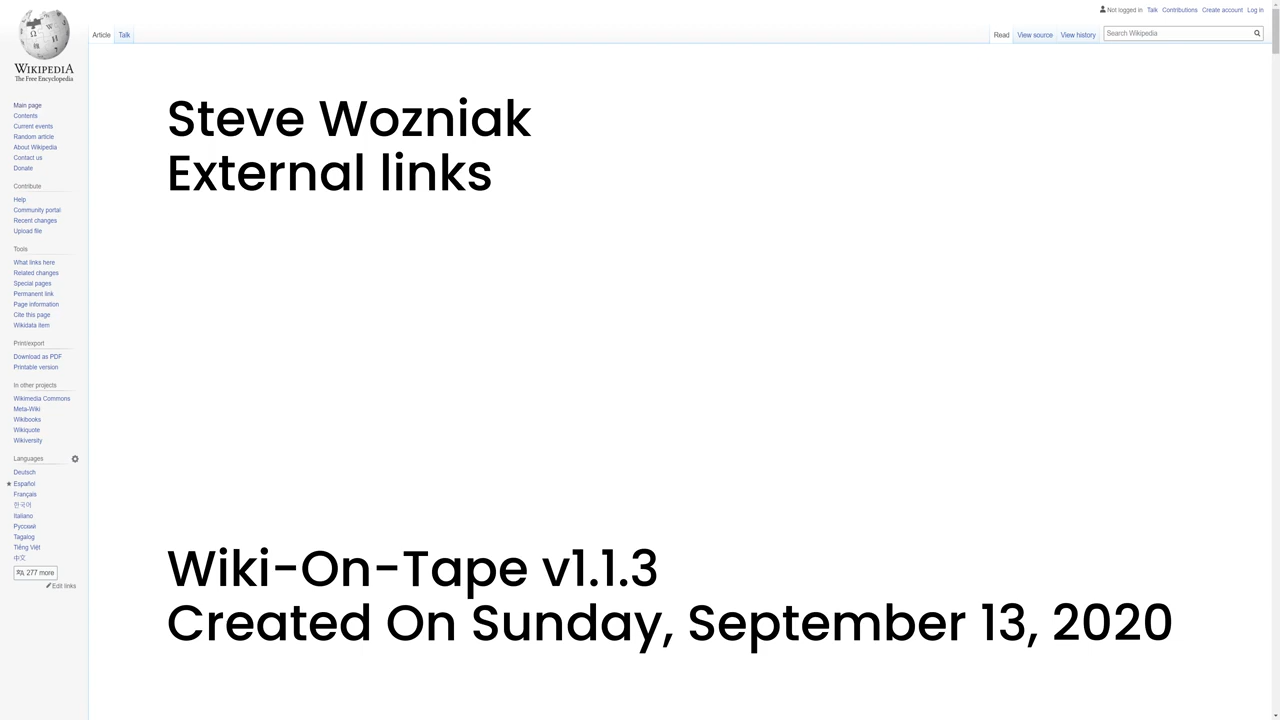 Not logged in Talk Contributions Create account Log in
WIKIPEDIA
The Free Encyclopedia
Article Talk
Read View source View history Search Wikipedia
Steve Wozniak
External links
Main page
Contents
Current events
Random article
About Wikipedia
Contact us
Donate
Contribute
Help
Community portal
Recent changes
Upload file
Tools
What links here
Related changes
Special pages
Permanent link
Page information
Cite this page
Wikidata item
Print/export
Download as PDF
Printable version
In other projects
Wikimedia Commons
Meta-Wiki
Wikibooks
Wikiquote
Wikiversity
Languages
Deutsch
Español
Français
한국어
Italiano
Русский
Tagalog
Tiếng Việt
中文
277 more
Edit links
Wiki-On-Tape v1.1.3
Created On Sunday, September 13, 2020